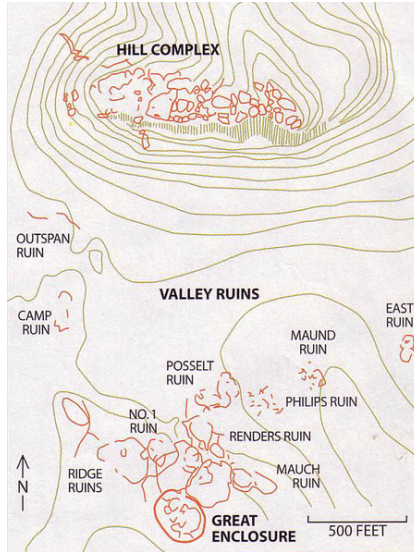 HILL COMPLEX
OUTSPAN
RUIN
VALLEY RUINS
CAMP
RUIN
EAST
RUIN
MAUND
RUIN
POSSELT
RUIN
PHILIPS RUIN
NO. 1
RUIN
RENDERS RUIN
RIDGE
RUINS
MAUCH
RUIN
N
GREAT
ENCLOSURE
500 FEET